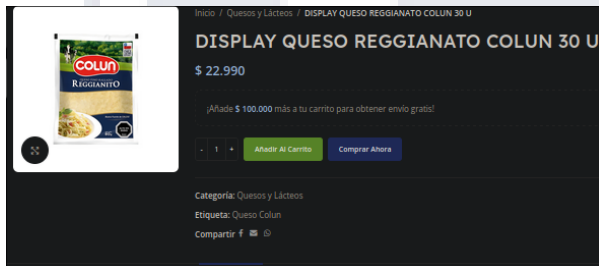 Inicio / Quesos y Lácteos / DISPLAY QUESO REGGIANATO COLUN 30 U
DISPLAY QUESO REGGIANATO COLUN 30 U
$ 22.990
¡Añade $ 100.000 más a tu carrito para obtener envío gratis!
- 1 + Añadir Al Carrito Comprar Ahora
Categoría: Quesos y Lácteos
Etiqueta: Queso Colun
Compartir
COLUN
REGGIANITO